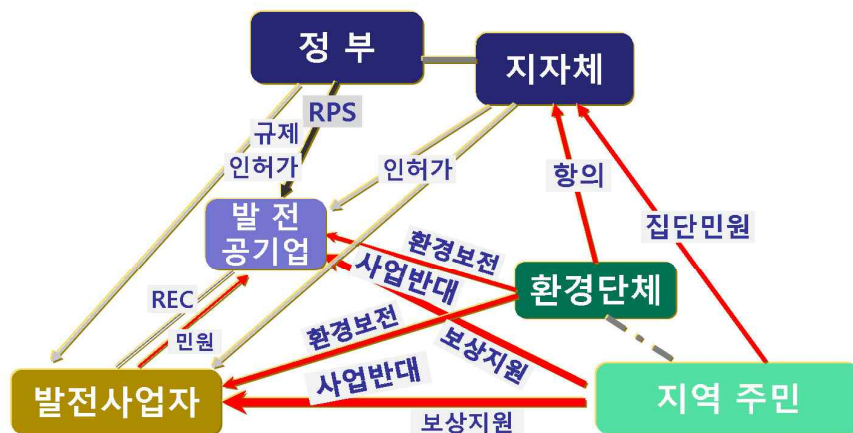 정 부
지자체
RPS
규제
인허가
인허가
항의
발 전
공기업
집단민원
환경보전
사업반대
환경단체
REC
민원
환경보전
보상지원
사업반대
발전사업자
지역 주민
보상지원